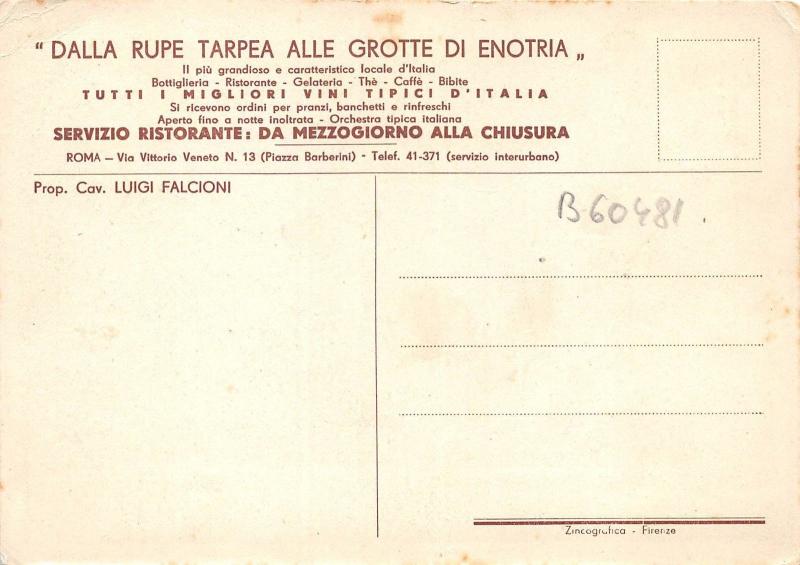 “ DALLA RUPE TARPEA ALLE GROTTE DI ENOTRIA „
Il più grandioso e caratteristico locale d'Italia
Bottiglieria - Ristorante - Gelateria - Thè - Caffè - Bibite
TUTTI I MIGLIORI VINI TIPICI D'ITALIA
Si ricevono ordini per pranzi, banchetti e rinfreschi
Aperto fino a notte inoltrata - Orchestra tipica italiana
SERVIZIO RISTORANTE: DA MEZZOGIORNO ALLA CHIUSURA
ROMA — Via Vittorio Veneto N. 13 (Piazza Barberini) - Telef. 41-371 (servizio interurbano)
Prop. Cav. LUIGI FALCIONI
B-60481
Zincografica - Firenze